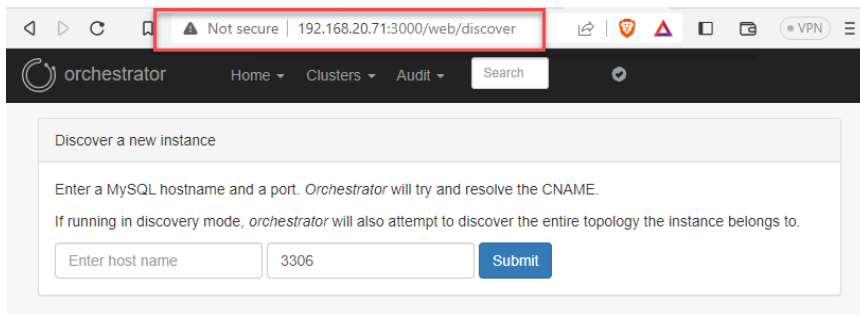 Not secure 192.168.20.71:3000/web/discover VPN
orchestrator Home Clusters Audit Search
Discover a new instance
Enter a MySQL hostname and a port. Orchestrator will try and resolve the CNAME.
If running in discovery mode, orchestrator will also attempt to discover the entire topology the instance belongs to.
Enter host name 3306 Submit